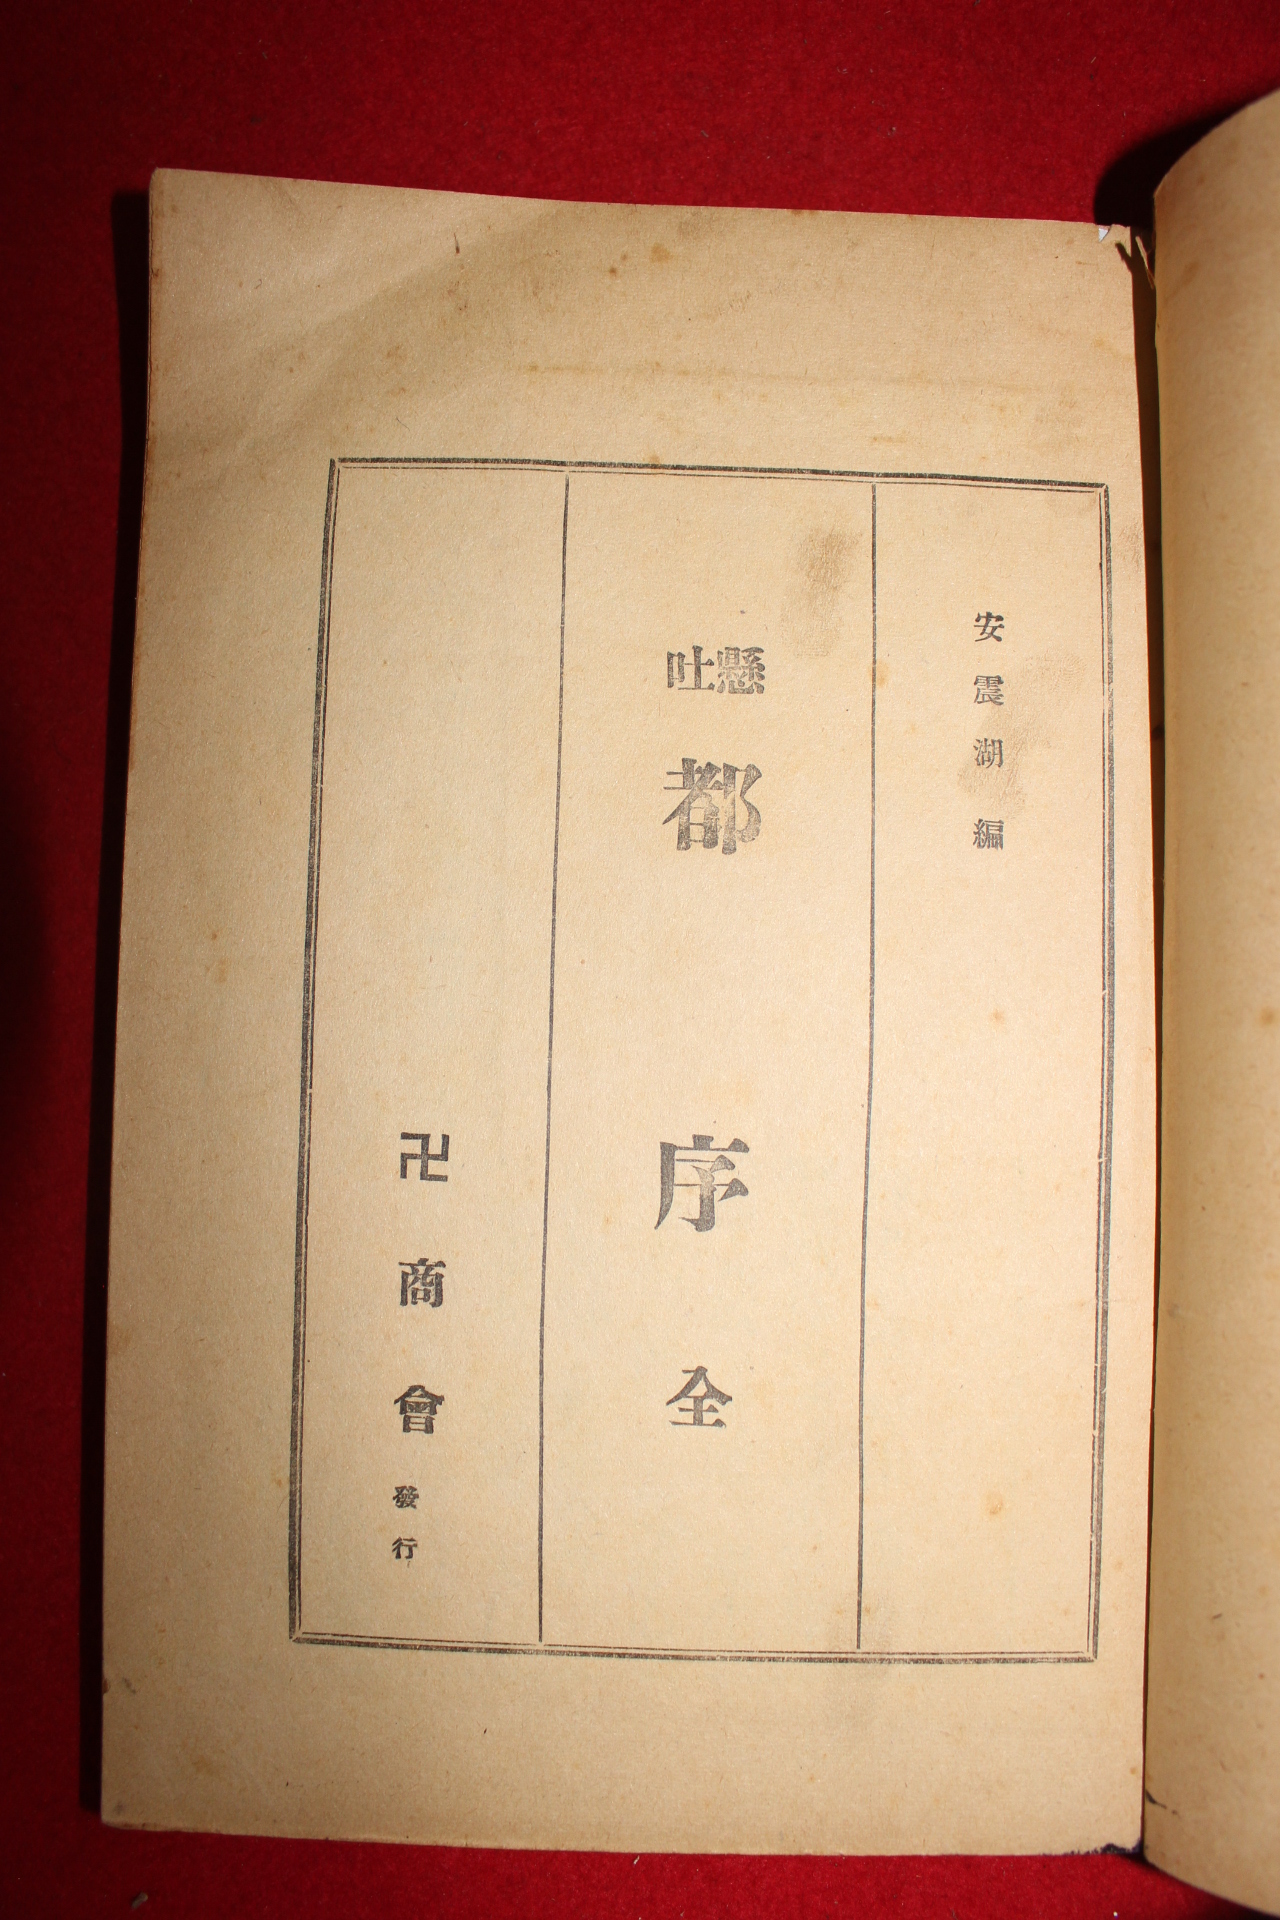 安震湖編
懸吐 都序 全
卍商會 發行